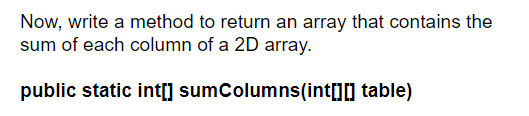 Now, write a method to return an array that contains the
sum of each column of a 2D array.
public static int[] sumColumns(int[][] table)